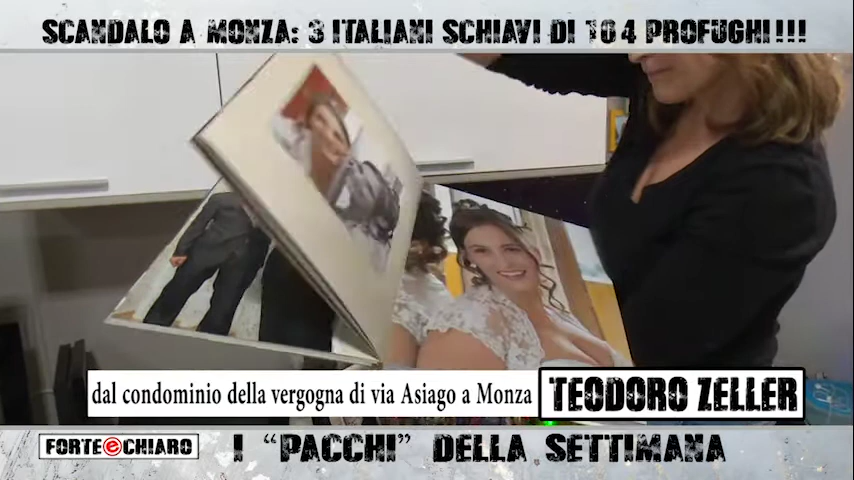 SCANDALO A MONZA: 3 ITALIANI SCHIAVI DI 104 PROFUGHI!!!
dal condominio della vergogna di via Asiago a Monza
TEODORO ZELLER
FORTE e CHIARO
I “PACCHI” DELLA SETTIMANA